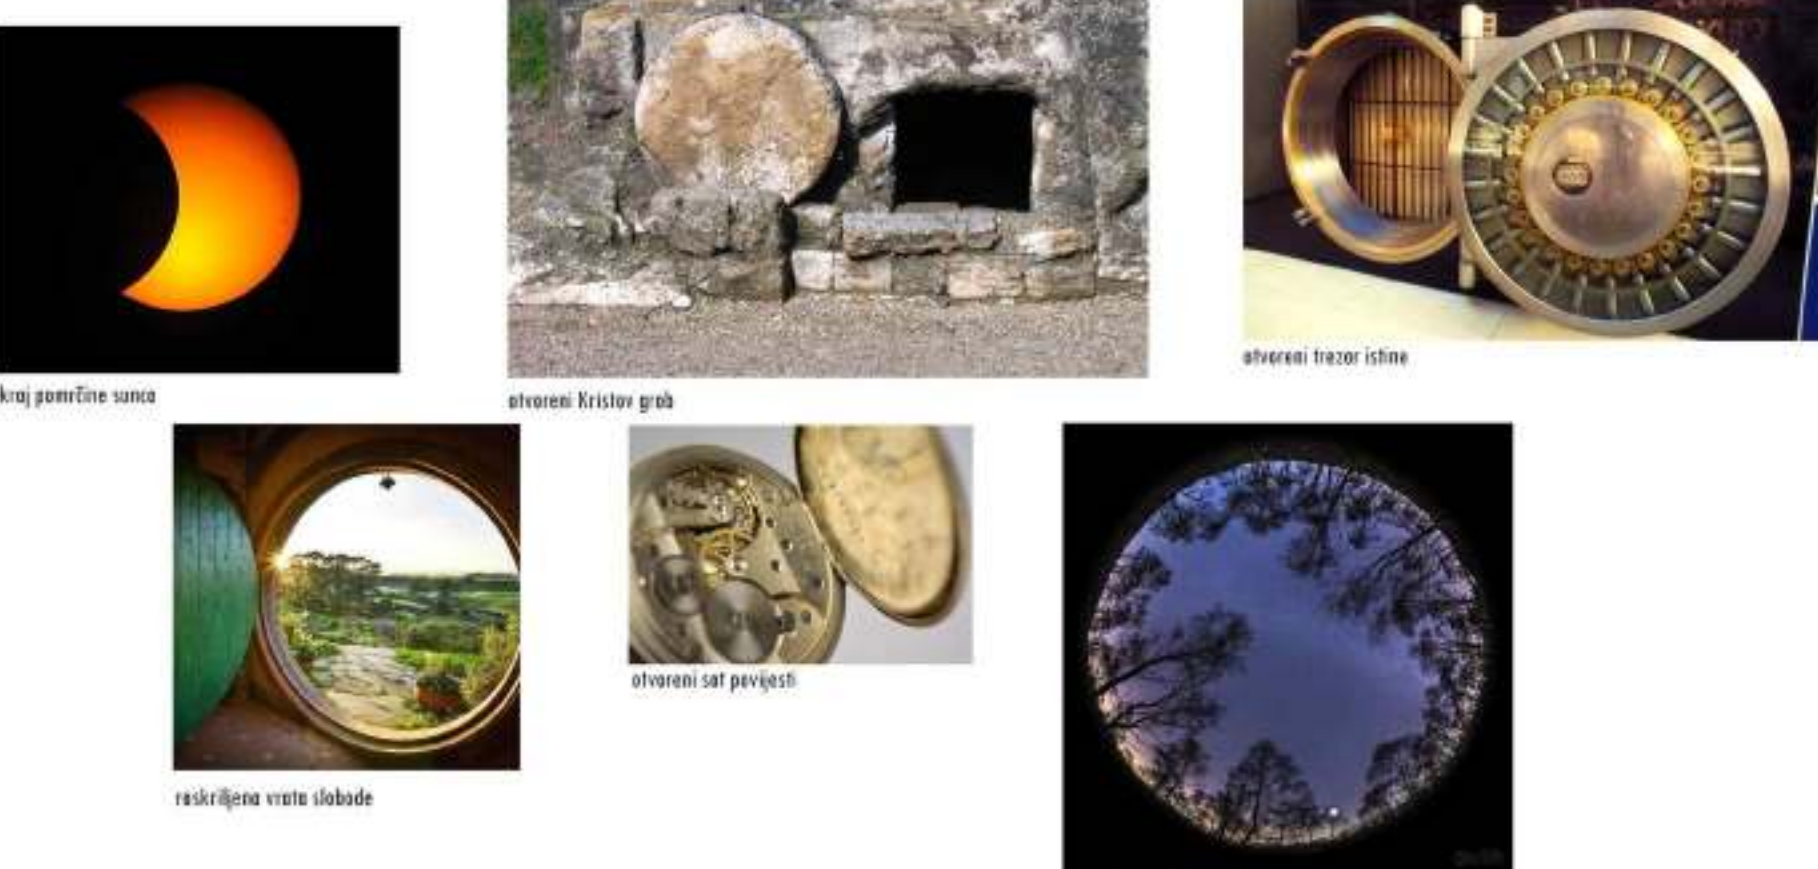 kraj pomrčine sunca
otvoreni Kristov grob
otvoreni trezor istine
raskriljena vrata slobode
otvoreni sat povijesti